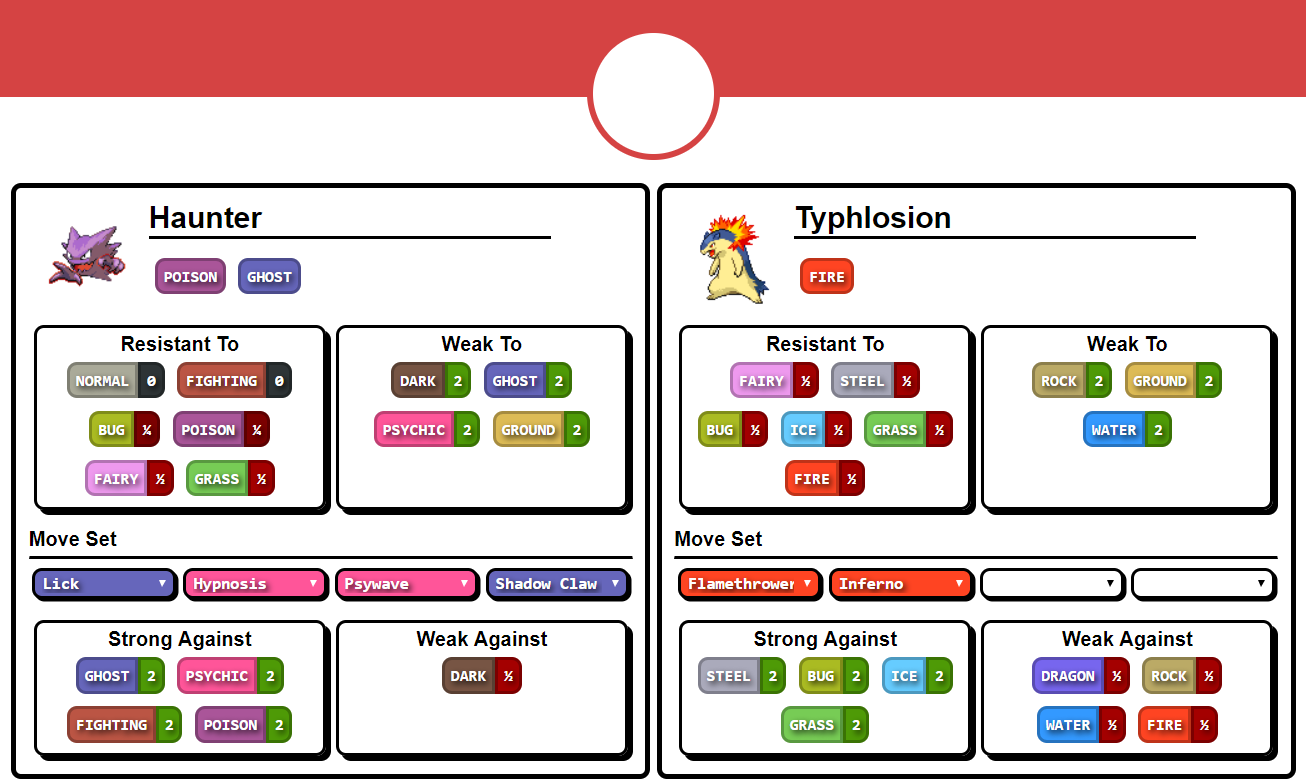 Haunter
POISON GHOST
Resistant To
NORMAL 0 FIGHTING 0
BUG ¼ POISON ¼
FAIRY ½ GRASS ½
Weak To
DARK 2 GHOST 2
PSYCHIC 2 GROUND 2
Move Set
Lick Hypnosis Psywave Shadow Claw
Strong Against
GHOST 2 PSYCHIC 2
FIGHTING 2 POISON 2
Weak Against
DARK ½
Typhlosion
FIRE
Resistant To
FAIRY ½ STEEL ½
BUG ½ ICE ½ GRASS ½
FIRE ½
Weak To
ROCK 2 GROUND 2
WATER 2
Move Set
Flamethrower Inferno
Strong Against
STEEL 2 BUG 2 ICE 2
GRASS 2
Weak Against
DRAGON ½ ROCK ½
WATER ½ FIRE ½